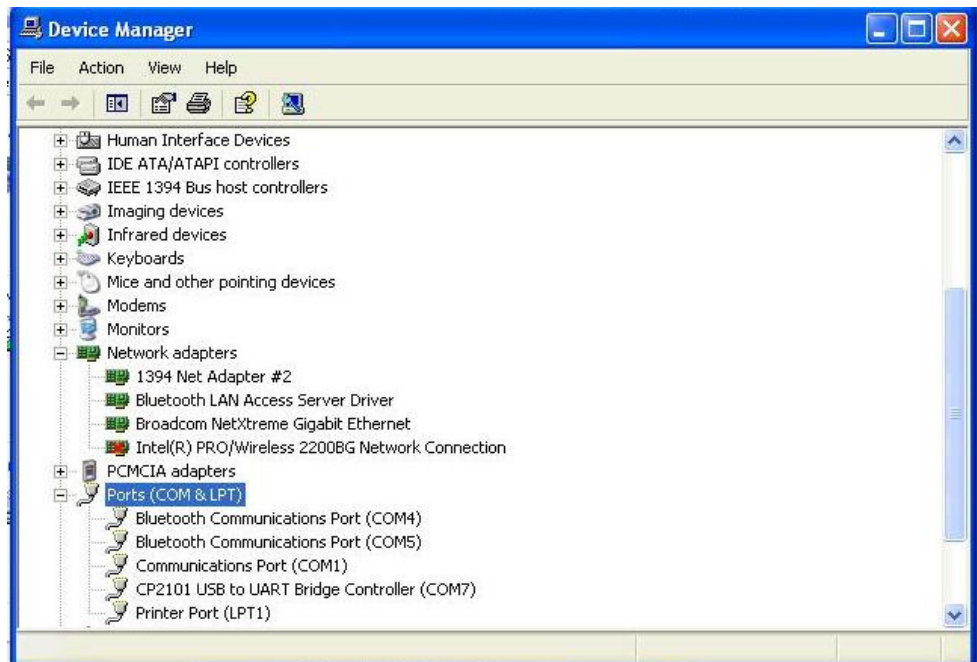 Device Manager
File Action View Help
Human Interface Devices
IDE ATA/ATAPI controllers
IEEE 1394 Bus host controllers
Imaging devices
Infrared devices
Keyboards
Mice and other pointing devices
Modems
Monitors
Network adapters
1394 Net Adapter #2
Bluetooth LAN Access Server Driver
Broadcom NetXtreme Gigabit Ethernet
Intel(R) PRO/Wireless 2200BG Network Connection
PCMCIA adapters
Ports (COM & LPT)
Bluetooth Communications Port (COM4)
Bluetooth Communications Port (COM5)
Communications Port (COM1)
CP2101 USB to UART Bridge Controller (COM7)
Printer Port (LPT1)